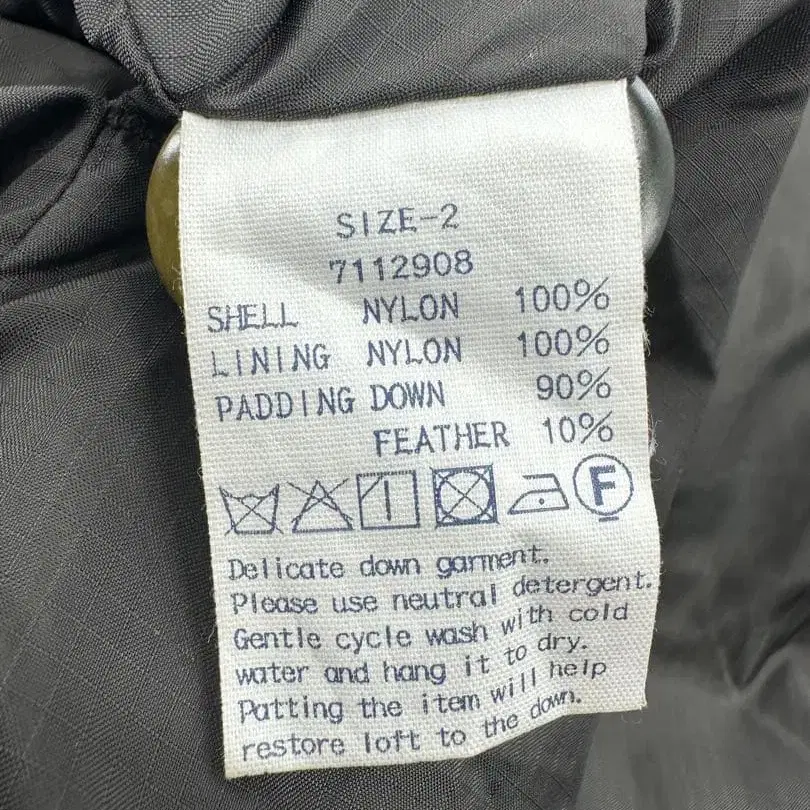 SIZE-2
7112908
SHELL NYLON 100%
LINING NYLON 100%
PADDING DOWN 90%
FEATHER 10%
F
Delicate down garment.
Please use neutral detergent.
Gentle cycle wash with cold
water and hang it to dry.
Patting the item will help
restore loft to the down.